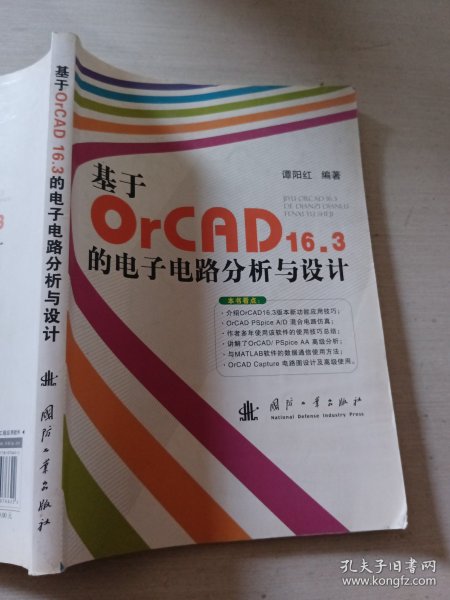 基于OrCAD 16.3的电子电路分析与设计
国防工业出版社
谭阳红 编著
基于
JIYU ORCAD 16.3
DE DIANZI DIANLU
FENXI YU SHEJI
OrCAD 16.3
的电子电路分析与设计
本书看点:
·介绍OrCAD16.3版本新功能应用技巧;
·OrCAD PSpice A/D 混合电路仿真;
·作者多年使用该软件的使用技巧总结;
·讲解了OrCAD/ PSpice AA 高级分析;
·与MATLAB软件的数据通信使用方法;
·OrCAD Capture 电路图设计及高级使用。
国防工业出版社
National Defense Industry Press
孔夫子旧书网
www.kongfz.com